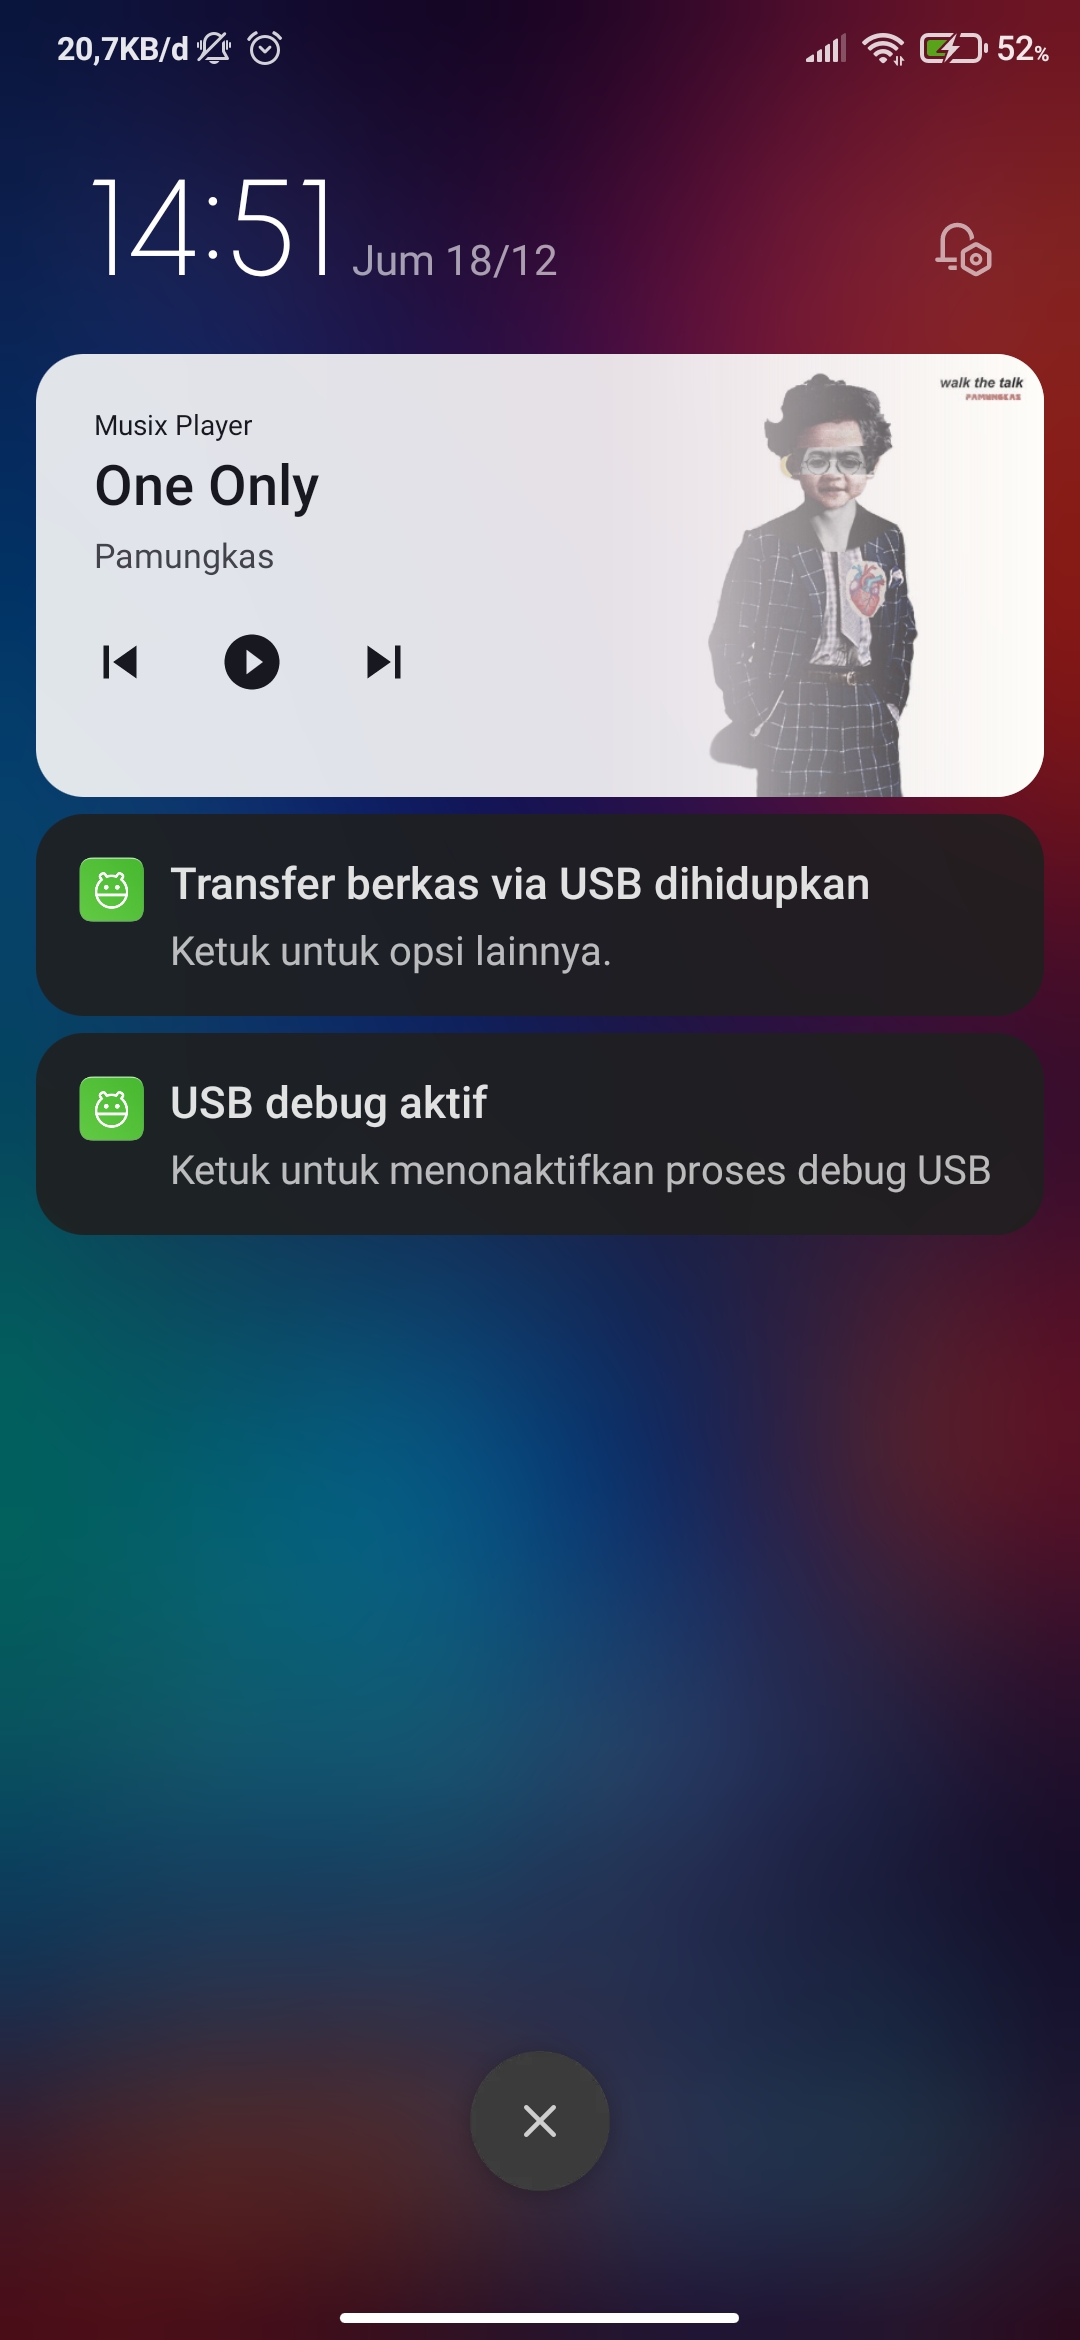 20,7KB/d
52%
14:51 Jum 18/12
walk the talk
PAMUNGKAS
Musix Player
One Only
Pamungkas
Transfer berkas via USB dihidupkan
Ketuk untuk opsi lainnya.
USB debug aktif
Ketuk untuk menonaktifkan proses debug USB